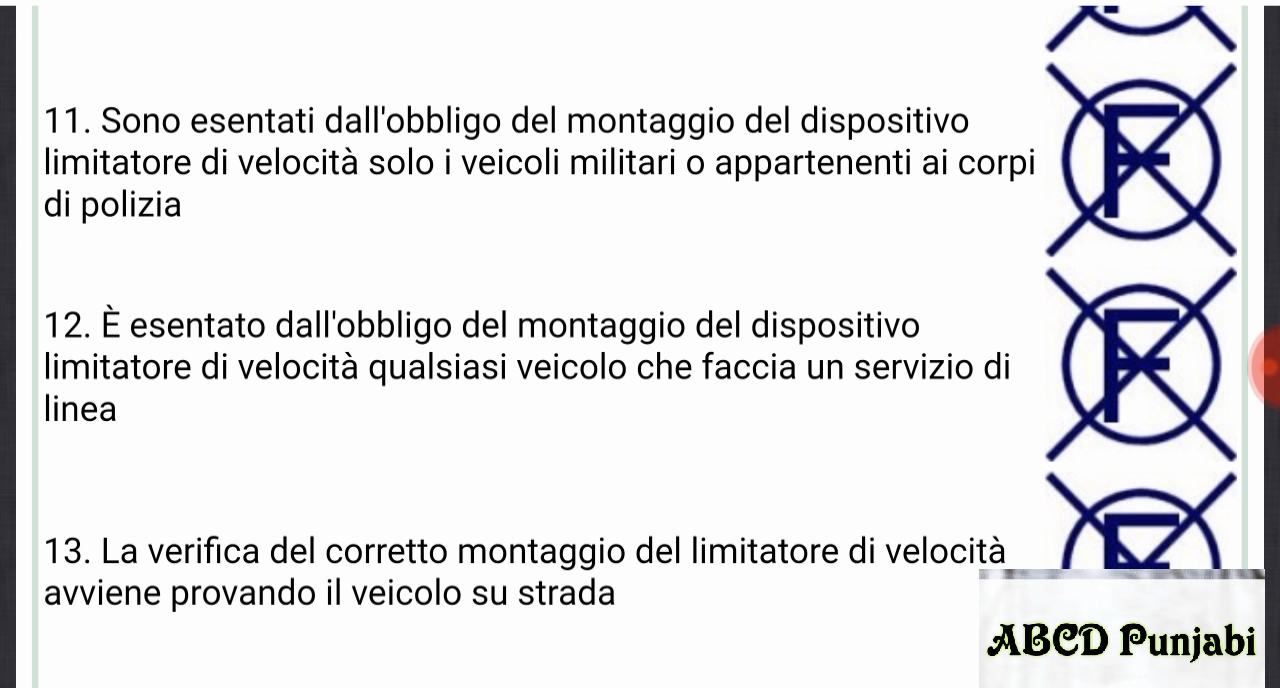 11. Sono esentati dall'obbligo del montaggio del dispositivo
limitatore di velocità solo i veicoli militari o appartenenti ai corpi
di polizia
F
12. È esentato dall'obbligo del montaggio del dispositivo
limitatore di velocità qualsiasi veicolo che faccia un servizio di
linea
F
13. La verifica del corretto montaggio del limitatore di velocità
avviene provando il veicolo su strada
F
ABCD Punjabi